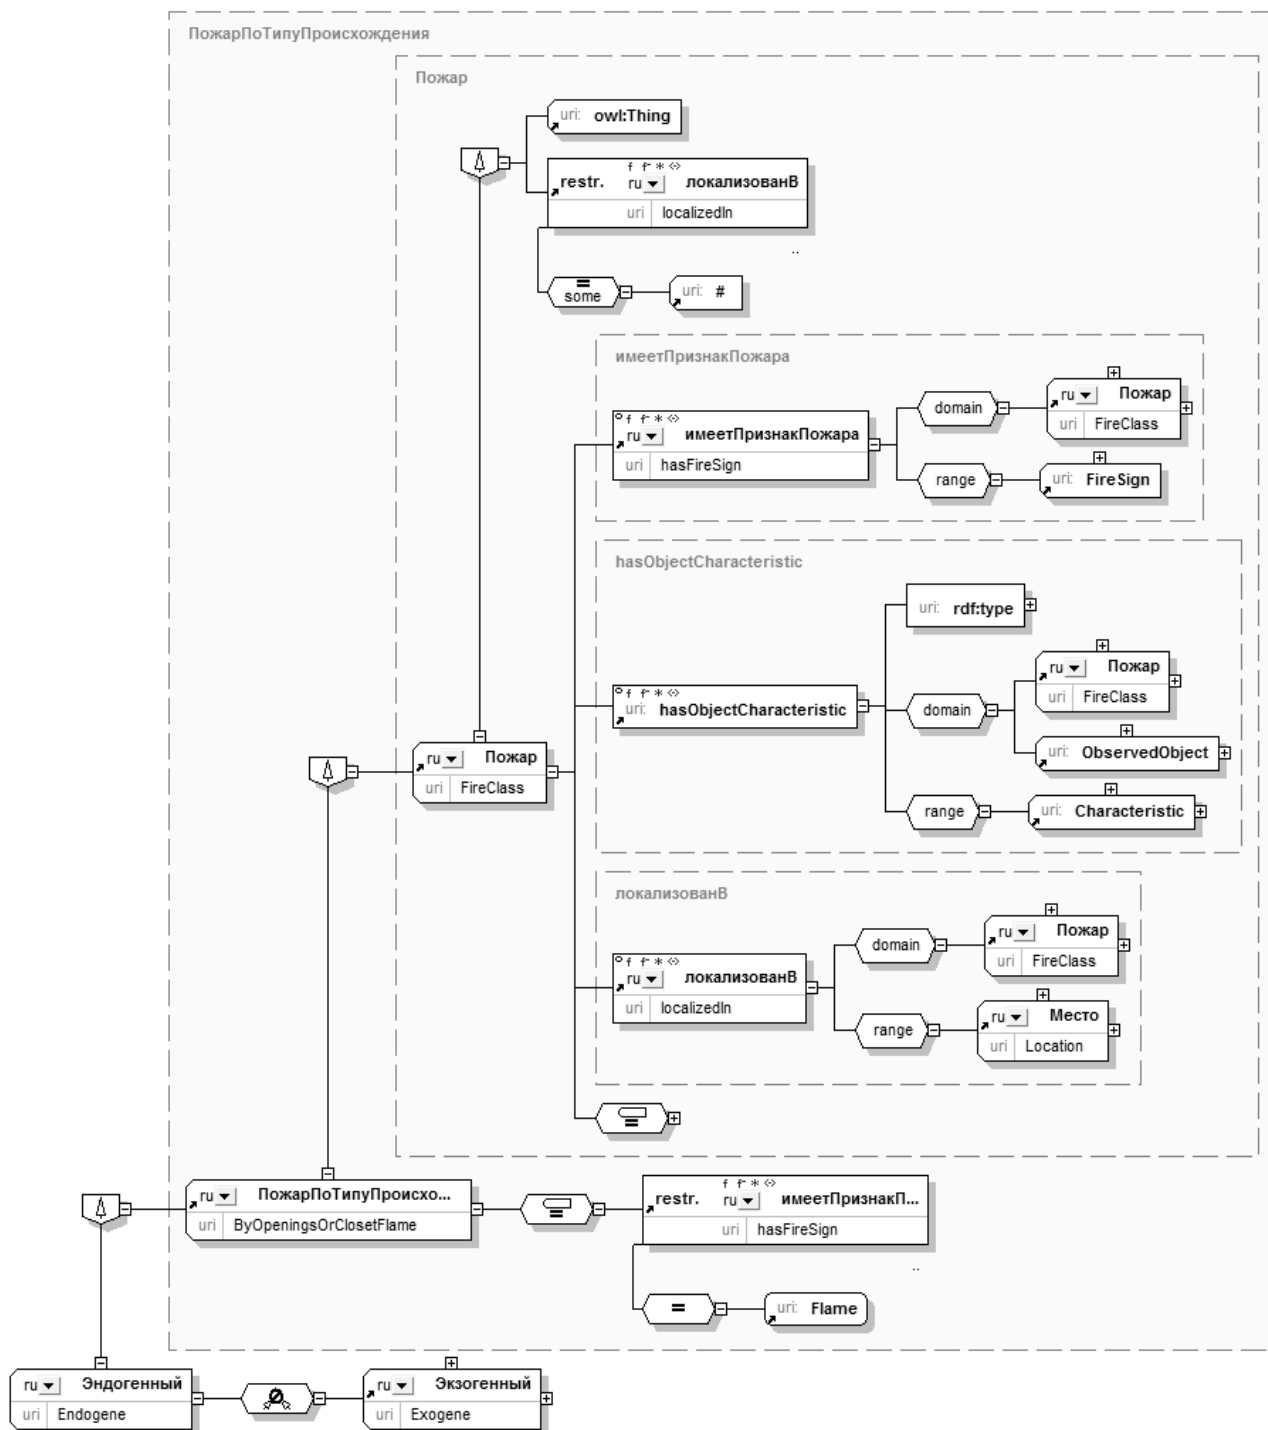 ПожарПоТипуПроисхождения
Пожар
uri: owl:Thing
f f- * <>
restr. ru локализованВ
uri localizedIn
..
= some
uri: #
имеетПризнакПожара
ru имеетПризнакПожара
uri hasFireSign
domain
ru Пожар
uri FireClass
range
uri: FireSign
hasObjectCharacteristic
uri: rdf:type
uri: hasObjectCharacteristic
domain
ru Пожар
uri FireClass
uri: ObservedObject
range
uri: Characteristic
ru Пожар
uri FireClass
локализованВ
ru локализованВ
uri localizedIn
domain
ru Пожар
uri FireClass
range
ru Место
uri Location
ru ПожарПоТипуПроисхо...
uri ByOpeningsOrClosetFlame
restr. ru имеетПризнакП...
uri hasFireSign
..
=
uri: Flame
ru Эндогенный
uri Endogene
ru Экзогенный
uri Exogene